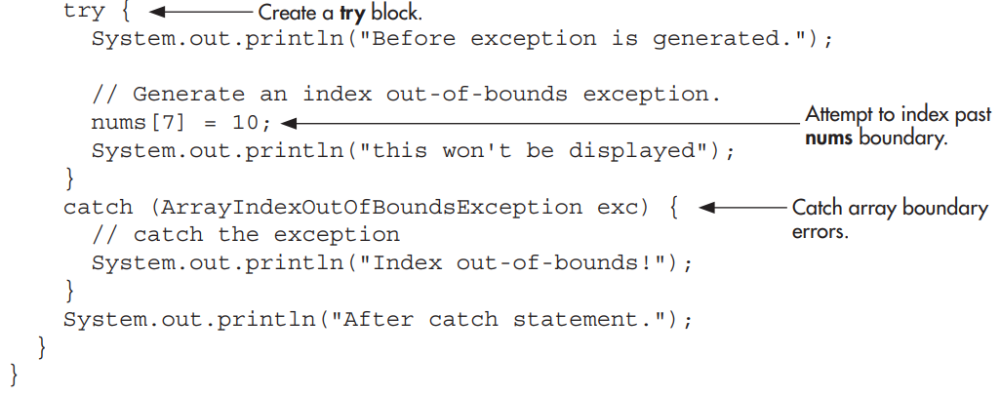 try {
Create a try block.
System.out.println("Before exception is generated.");
// Generate an index out-of-bounds exception.
nums[7] = 10;
Attempt to index past
nums boundary.
System.out.println("this won't be displayed");
}
catch (ArrayIndexOutOfBoundsException exc) {
Catch array boundary
errors.
// catch the exception
System.out.println("Index out-of-bounds!");
}
System.out.println("After catch statement.");
}
}